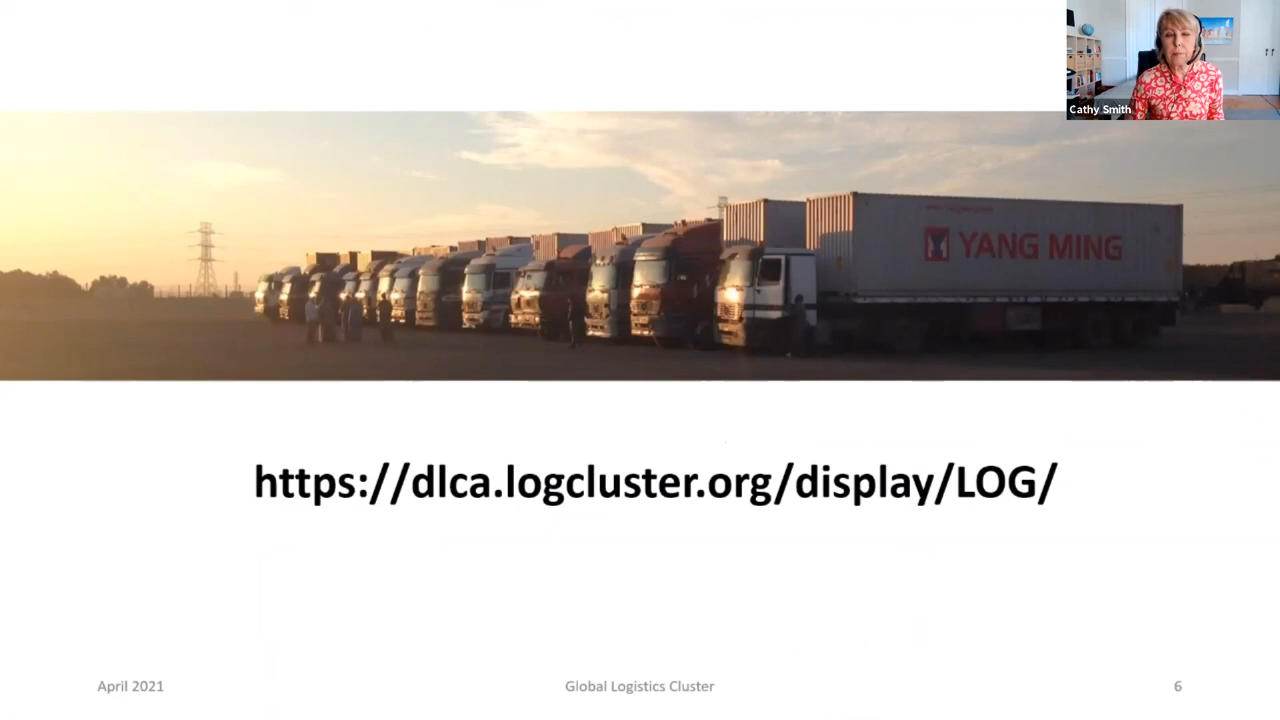 Cathy Smith
YANG MING
https://dlca.logcluster.org/display/LOG/
April 2021
Global Logistics Cluster
6